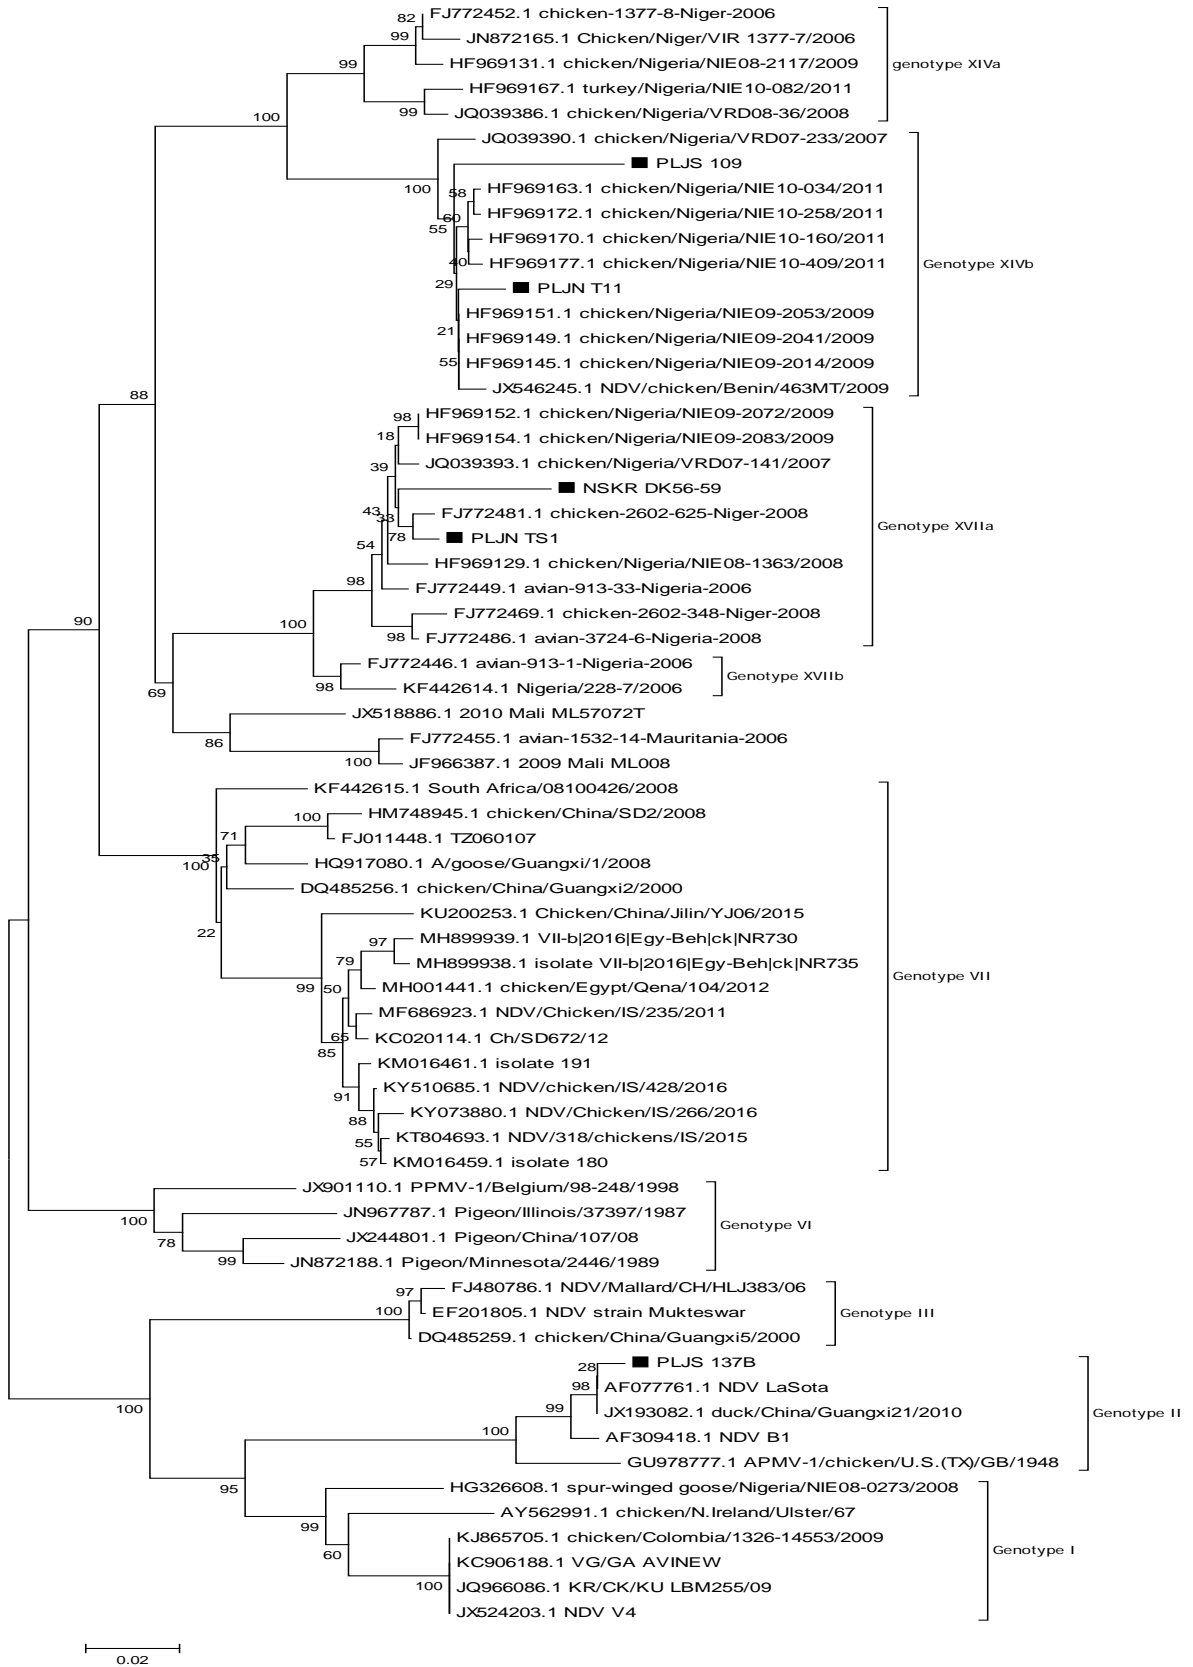 FJ772452.1 chicken-1377-8-Niger-2006
82
JN872165.1 Chicken/Niger/VIR 1377-7/2006
99
HF969131.1 chicken/Nigeria/NIE08-2117/2009
genotype XIVa
99
HF969167.1 turkey/Nigeria/NIE10-082/2011
99
JQ039386.1 chicken/Nigeria/VRD08-36/2008
100
JQ039390.1 chicken/Nigeria/VRD07-233/2007
PLJS 109
100
HF969163.1 chicken/Nigeria/NIE10-034/2011
58
HF969172.1 chicken/Nigeria/NIE10-258/2011
60
55
HF969170.1 chicken/Nigeria/NIE10-160/2011
40
HF969177.1 chicken/Nigeria/NIE10-409/2011
Genotype XIVb
29
PLJN T11
HF969151.1 chicken/Nigeria/NIE09-2053/2009
21
HF969149.1 chicken/Nigeria/NIE09-2041/2009
55
HF969145.1 chicken/Nigeria/NIE09-2014/2009
JX546245.1 NDV/chicken/Benin/463MT/2009
88
98
HF969152.1 chicken/Nigeria/NIE09-2072/2009
18
HF969154.1 chicken/Nigeria/NIE09-2083/2009
39
JQ039393.1 chicken/Nigeria/VRD07-141/2007
NSKR DK56-59
43
33
FJ772481.1 chicken-2602-625-Niger-2008
Genotype XVIIa
78
PLJN TS1
54
HF969129.1 chicken/Nigeria/NIE08-1363/2008
98
FJ772449.1 avian-913-33-Nigeria-2006
FJ772469.1 chicken-2602-348-Niger-2008
100
98
FJ772486.1 avian-3724-6-Nigeria-2008
90
FJ772446.1 avian-913-1-Nigeria-2006
Genotype XVIIb
98
KF442614.1 Nigeria/228-7/2006
69
JX518886.1 2010 Mali ML57072T
86
FJ772455.1 avian-1532-14-Mauritania-2006
100
JF966387.1 2009 Mali ML008
KF442615.1 South Africa/08100426/2008
100
HM748945.1 chicken/China/SD2/2008
71
FJ011448.1 TZ060107
35
100
HQ917080.1 A/goose/Guangxi/1/2008
DQ485256.1 chicken/China/Guangxi2/2000
22
KU200253.1 Chicken/China/Jilin/YJ06/2015
97
MH899939.1 VII-b|2016|Egy-Beh|ck|NR730
79
MH899938.1 isolate VII-b|2016|Egy-Beh|ck|NR735
Genotype VII
99
50
MH001441.1 chicken/Egypt/Qena/104/2012
MF686923.1 NDV/Chicken/IS/235/2011
65
KC020114.1 Ch/SD672/12
85
KM016461.1 isolate 191
91
KY510685.1 NDV/chicken/IS/428/2016
88
KY073880.1 NDV/Chicken/IS/266/2016
55
KT804693.1 NDV/318/chickens/IS/2015
57
KM016459.1 isolate 180
JX901110.1 PPMV-1/Belgium/98-248/1998
100
JN967787.1 Pigeon/Illinois/37397/1987
Genotype VI
78
JX244801.1 Pigeon/China/107/08
99
JN872188.1 Pigeon/Minnesota/2446/1989
97
FJ480786.1 NDV/Mallard/CH/HLJ383/06
100
EF201805.1 NDV strain Mukteswar
Genotype III
DQ485259.1 chicken/China/Guangxi5/2000
28
PLJS 137B
98
AF077761.1 NDV LaSota
100
99
JX193082.1 duck/China/Guangxi21/2010
Genotype II
100
AF309418.1 NDV B1
GU978777.1 APMV-1/chicken/U.S.(TX)/GB/1948
95
HG326608.1 spur-winged goose/Nigeria/NIE08-0273/2008
99
AY562991.1 chicken/N.Ireland/Ulster/67
KJ865705.1 chicken/Colombia/1326-14553/2009
Genotype I
60
KC906188.1 VG/GA AVINEW
100
JQ966086.1 KR/CK/KU LBM255/09
JX524203.1 NDV V4
0.02